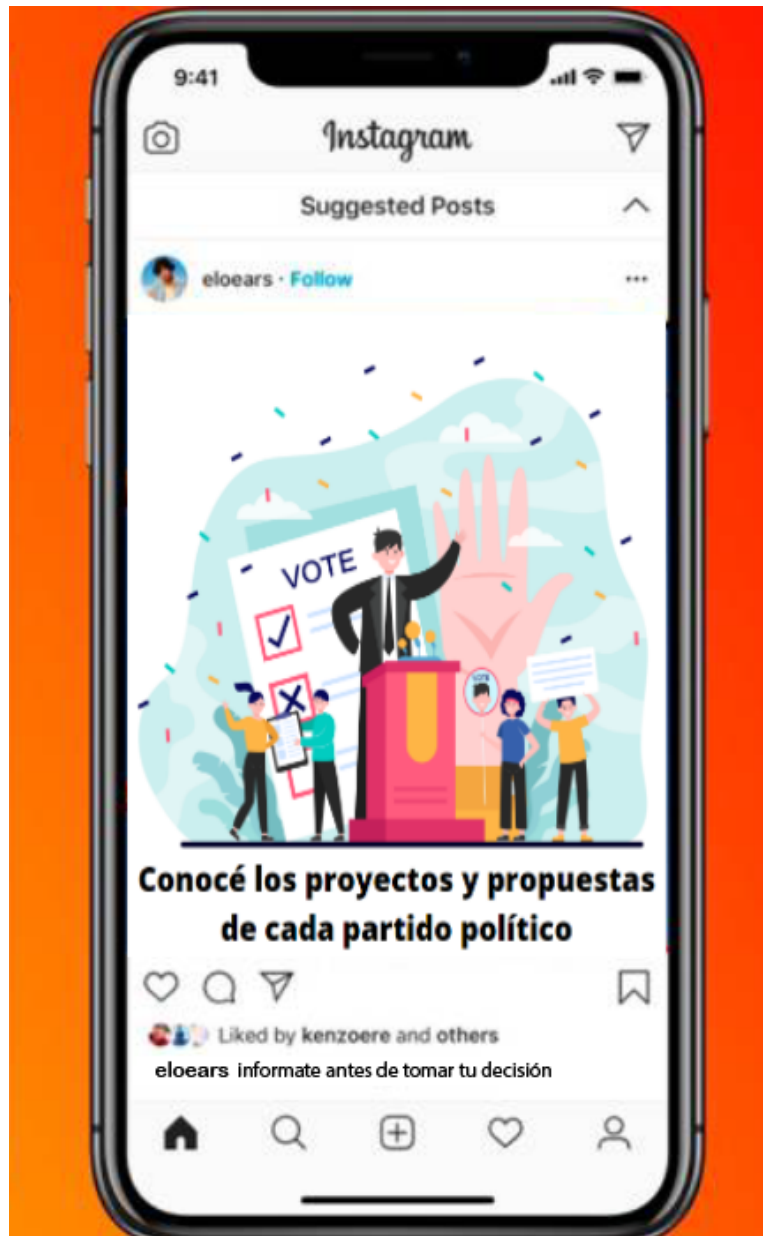 9:41
Instagram
Suggested Posts
eloears · Follow
...
VOTE
VOTE
Conocé los proyectos y propuestas
de cada partido político
Liked by kenzoere and others
eloears informate antes de tomar tu decisión